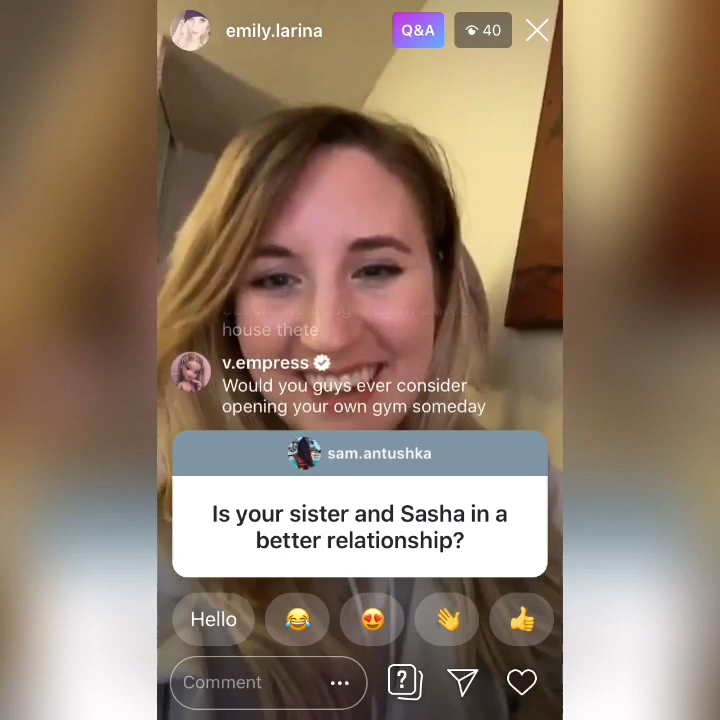 emily.larina
Q&A
40
house thete
v.empress
Would you guys ever consider
opening your own gym someday
sam.antushka
Is your sister and Sasha in a
better relationship?
Hello
Comment
?